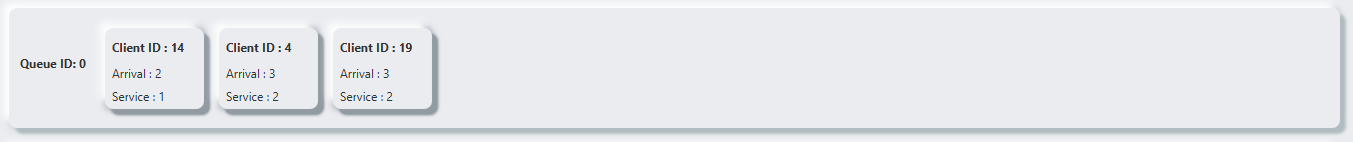 Queue ID: 0
Client ID : 14
Arrival : 2
Service : 1
Client ID : 4
Arrival : 3
Service : 2
Client ID : 19
Arrival : 3
Service : 2